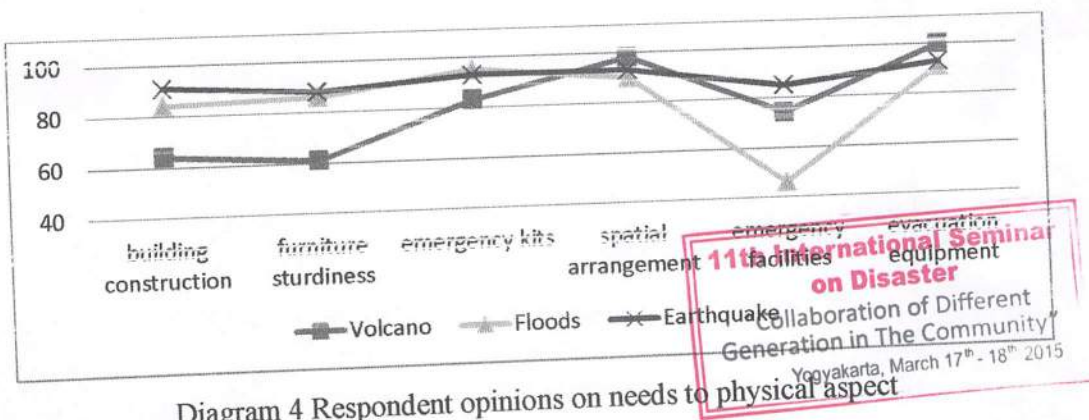 100
80
60
40
building construction
furniture sturdiness
emergency kits
spatial arrangement
emergency facilities
evacuation equipment
Volcano
Floods
Earthquake
11th International Seminar
on Disaster
Collaboration of Different
Generation in The Community"
Yogyakarta, March 17th - 18th 2015
Diagram 4 Respondent opinions on needs to physical aspect